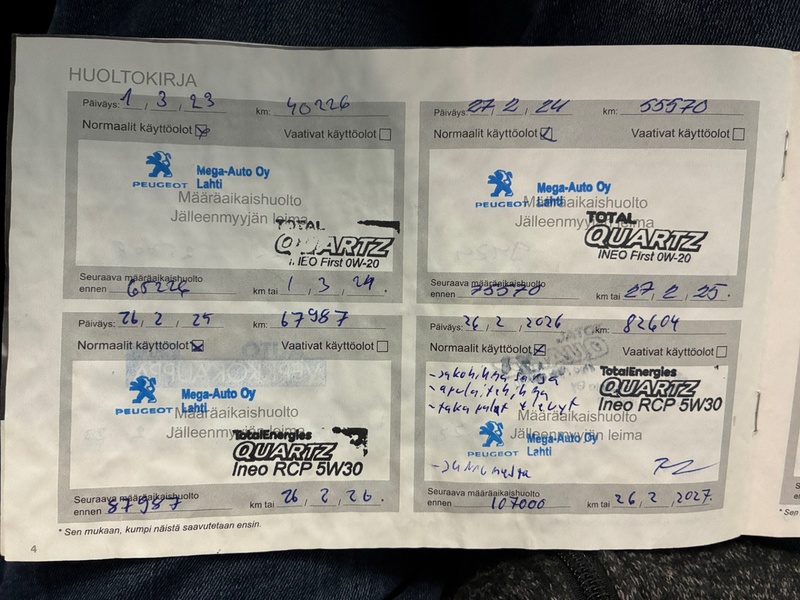 HUOLTOKIRJA
Päiväys: 1, 3, 23 km: 40226
Normaalit käyttöolot Vaativat käyttöolot
PEUGEOT
Mega-Auto Oy
Lahti
Määräaikaishuolto
Jälleenmyyjän leima
TOTAL
QUARTZ
INEO First 0W-20
Seuraava määräaikaishuolto
ennen 65226 km tai 1, 3, 24.
Päiväys: 27, 2, 24 km: 55570
Normaalit käyttöolot Vaativat käyttöolot
PEUGEOT
Mega-Auto Oy
Lahti
Määräaikaishuolto
Jälleenmyyjän leima
TOTAL
QUARTZ
INEO First 0W-20
Seuraava määräaikaishuolto
ennen 75570 km tai 27, 2, 25.
Päiväys: 26, 2, 25 km: 67987
Normaalit käyttöolot Vaativat käyttöolot
PEUGEOT
Mega-Auto Oy
Lahti
Määräaikaishuolto
Jälleenmyyjän leima
TotalEnergies
QUARTZ
Ineo RCP 5W30
Seuraava määräaikaishuolto
ennen 87987 km tai 26, 2, 26.
Päiväys: 26, 2, 2026 km: 82604
Normaalit käyttöolot Vaativat käyttöolot
- jakohihna
- apulaitehihna
- taka palat + levyt
TotalEnergies
QUARTZ
Ineo RCP 5W30
Määräaikaishuolto
Jälleenmyyjän leima
PEUGEOT
Mega-Auto Oy
Lahti
Seuraava määräaikaishuolto
ennen 107000 km tai 26, 2, 2027.
* Sen mukaan, kumpi näistä saavutetaan ensin.
4
* Sen